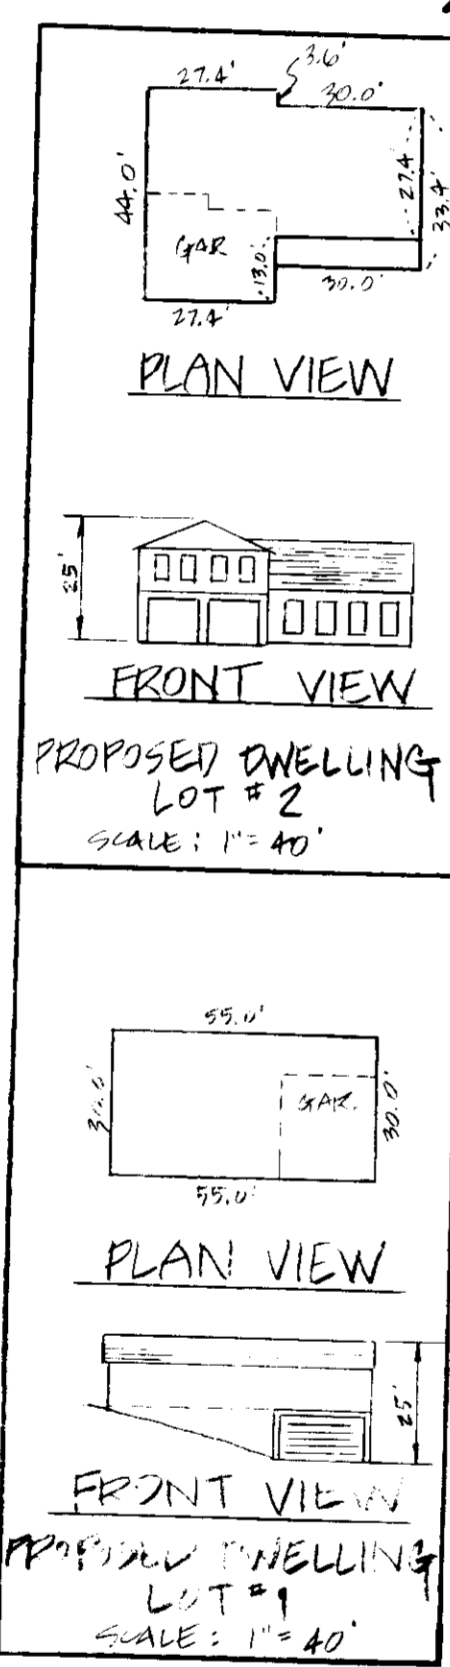 3.6'
27.4'
30.0'
44.0'
27.4
33.4'
GAR
13.0'
30.0'
27.4'
PLAN VIEW
25'
FRONT VIEW
PROPOSED DWELLING
LOT # 2
SCALE: 1" = 40'
55.0'
30.0'
GAR.
30.0'
55.0'
PLAN VIEW
25'
FRONT VIEW
PROPOSED DWELLING
LOT # 1
SCALE: 1" = 40'